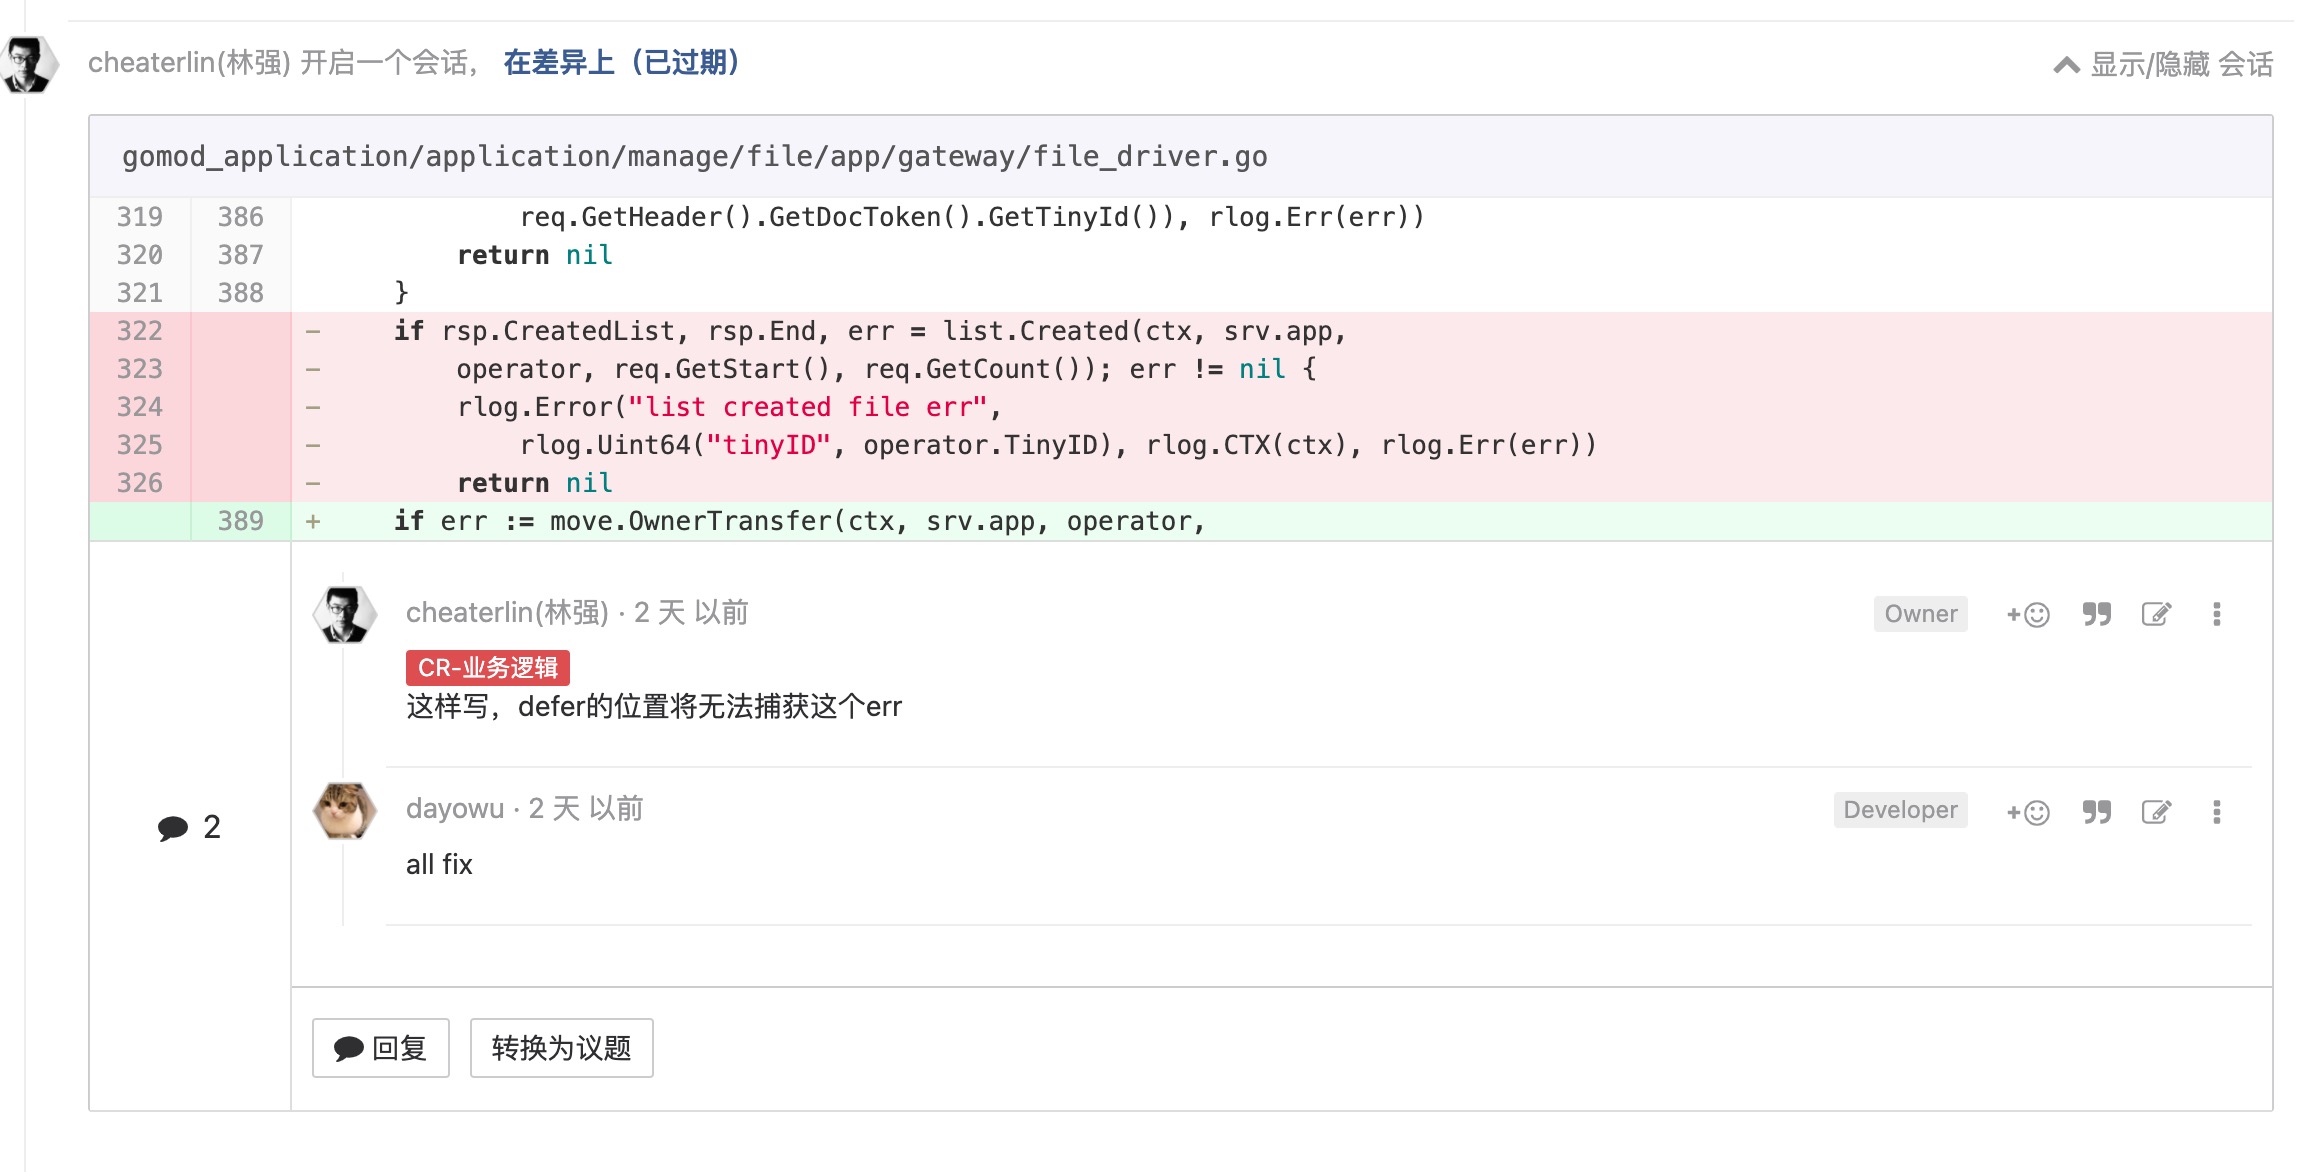 cheaterlin(林强) 开启一个会话， 在差异上（已过期）
显示/隐藏 会话
gomod_application/application/manage/file/app/gateway/file_driver.go
319 386 req.GetHeader().GetDocToken().GetTinyId()), rlog.Err(err))
320 387 return nil
321 388 }
322 - if rsp.CreatedList, rsp.End, err = list.Created(ctx, srv.app,
323 - operator, req.GetStart(), req.GetCount()); err != nil {
324 - rlog.Error("list created file err",
325 - rlog.Uint64("tinyID", operator.TinyID), rlog.CTX(ctx), rlog.Err(err))
326 - return nil
389 + if err := move.OwnerTransfer(ctx, srv.app, operator,
cheaterlin(林强) · 2 天 以前
Owner
CR-业务逻辑
这样写，defer的位置将无法捕获这个err
2
dayowu · 2 天 以前
Developer
all fix
回复
转换为议题